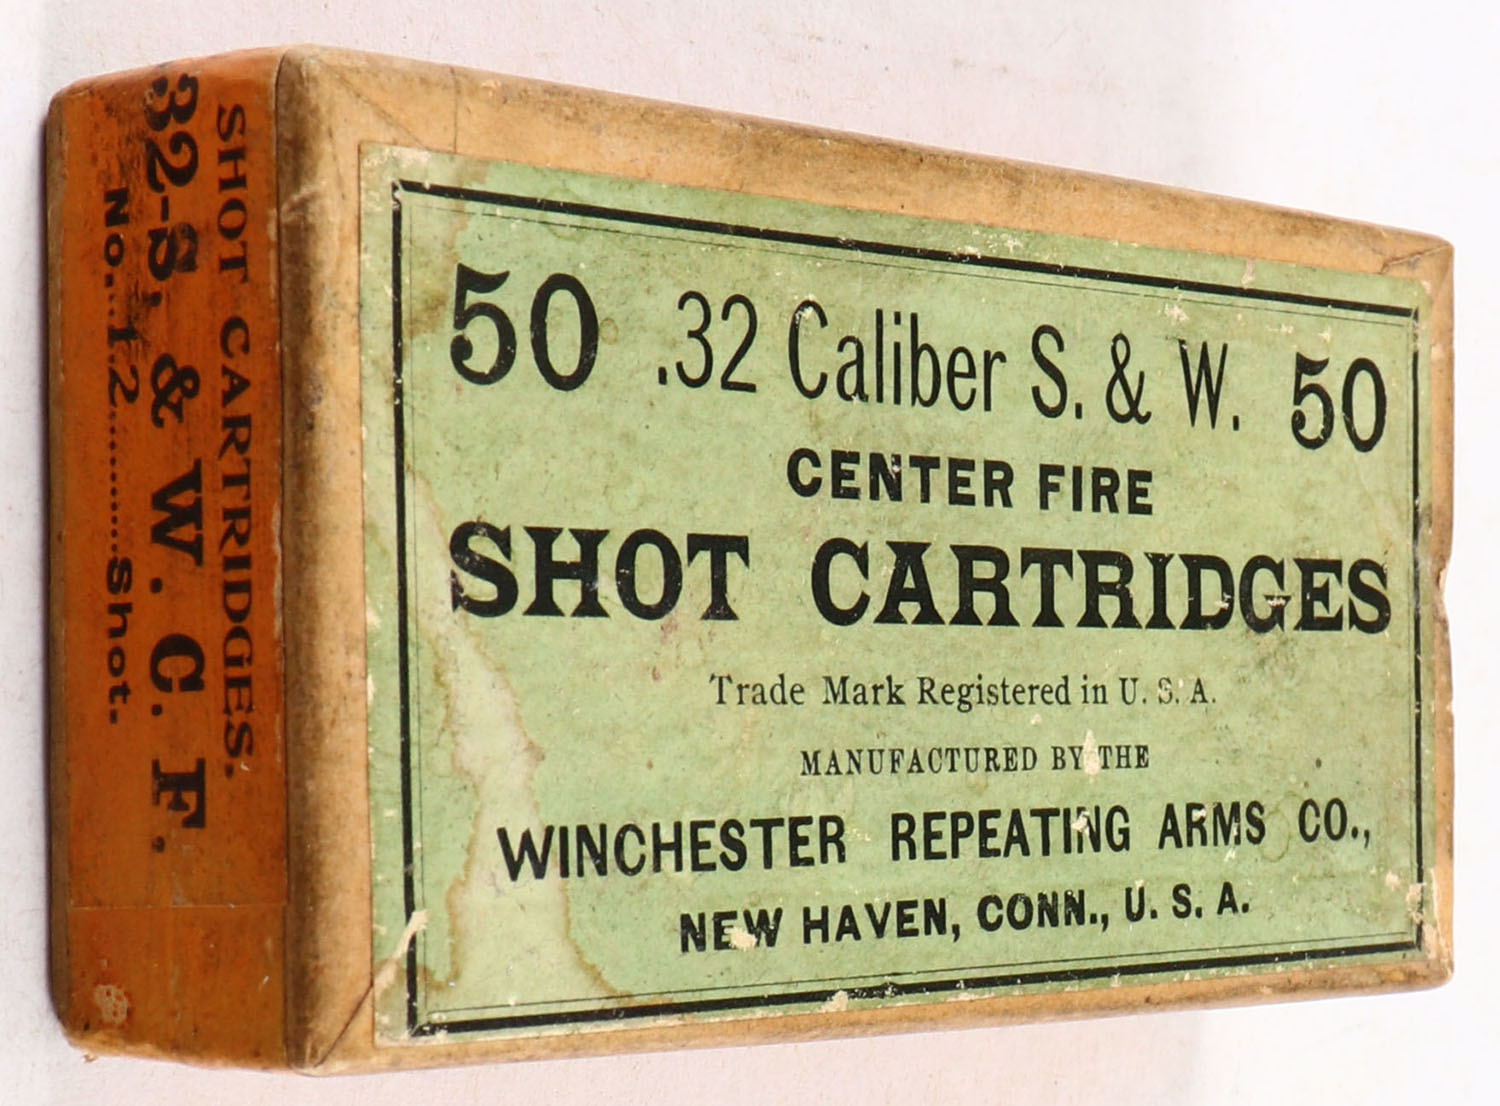 50 .32 Caliber S. & W. 50
CENTER FIRE
SHOT CARTRIDGES
Trade Mark Registered in U. S. A.
MANUFACTURED BY THE
WINCHESTER REPEATING ARMS CO.,
NEW HAVEN, CONN., U. S. A.
SHOT CARTRIDGES.
32-S. & W. C. F.
No...12..........Shot.